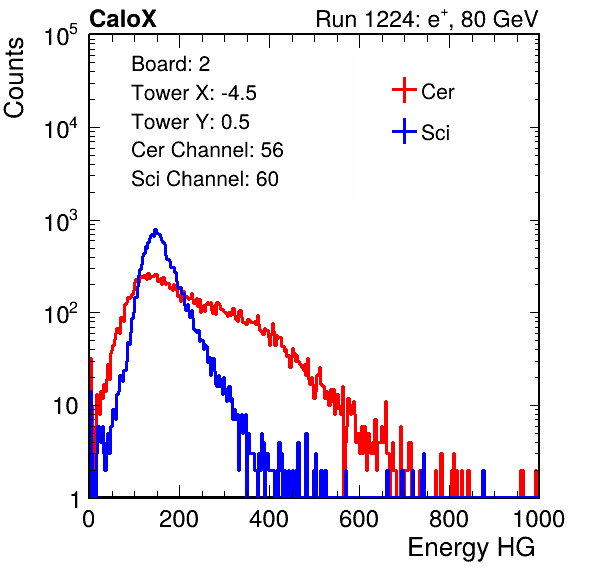 CaloX Run 1224: e⁺, 80 GeV
Counts
Board: 2
Tower X: -4.5
Tower Y: 0.5
Cer Channel: 56
Sci Channel: 60
Cer
Sci
10⁵
10⁴
10³
10²
10
1
0 200 400 600 800 1000
Energy HG